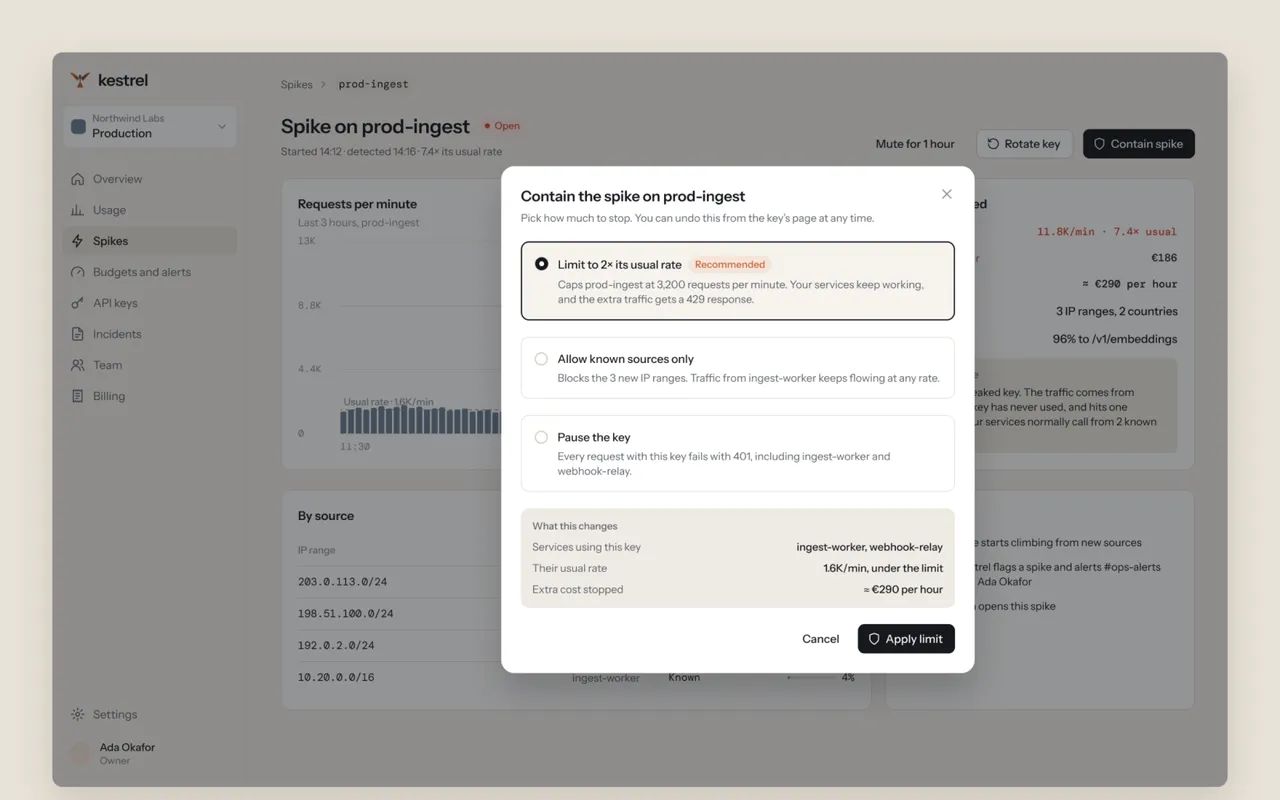 kestrel
Northwind Labs
Production
Overview
Usage
Spikes
Budgets and alerts
API keys
Incidents
Team
Billing
Settings
Ada Okafor
Owner
Spikes > prod-ingest
Spike on prod-ingest Open
Started 14:12 · detected 14:16 · 7.4× its usual rate
Mute for 1 hour
Rotate key
Contain spike
Requests per minute
Last 3 hours, prod-ingest
13K
8.8K
4.4K
0
Usual rate · 1.6K/min
11:30
11.8K/min · 7.4× usual
€186
≈ €290 per hour
3 IP ranges, 2 countries
96% to /v1/embeddings
key. The traffic comes from
has never used, and hits one
services normally call from 2 known
By source
IP range
203.0.113.0/24
198.51.100.0/24
192.0.2.0/24
10.20.0.0/16 ingest-worker Known 4%
starts climbing from new sources
flags a spike and alerts #ops-alerts
Ada Okafor
opens this spike
Contain the spike on prod-ingest
Pick how much to stop. You can undo this from the key's page at any time.
Limit to 2× its usual rate Recommended
Caps prod-ingest at 3,200 requests per minute. Your services keep working,
and the extra traffic gets a 429 response.
Allow known sources only
Blocks the 3 new IP ranges. Traffic from ingest-worker keeps flowing at any rate.
Pause the key
Every request with this key fails with 401, including ingest-worker and
webhook-relay.
What this changes
Services using this key ingest-worker, webhook-relay
Their usual rate 1.6K/min, under the limit
Extra cost stopped ≈ €290 per hour
Cancel
Apply limit